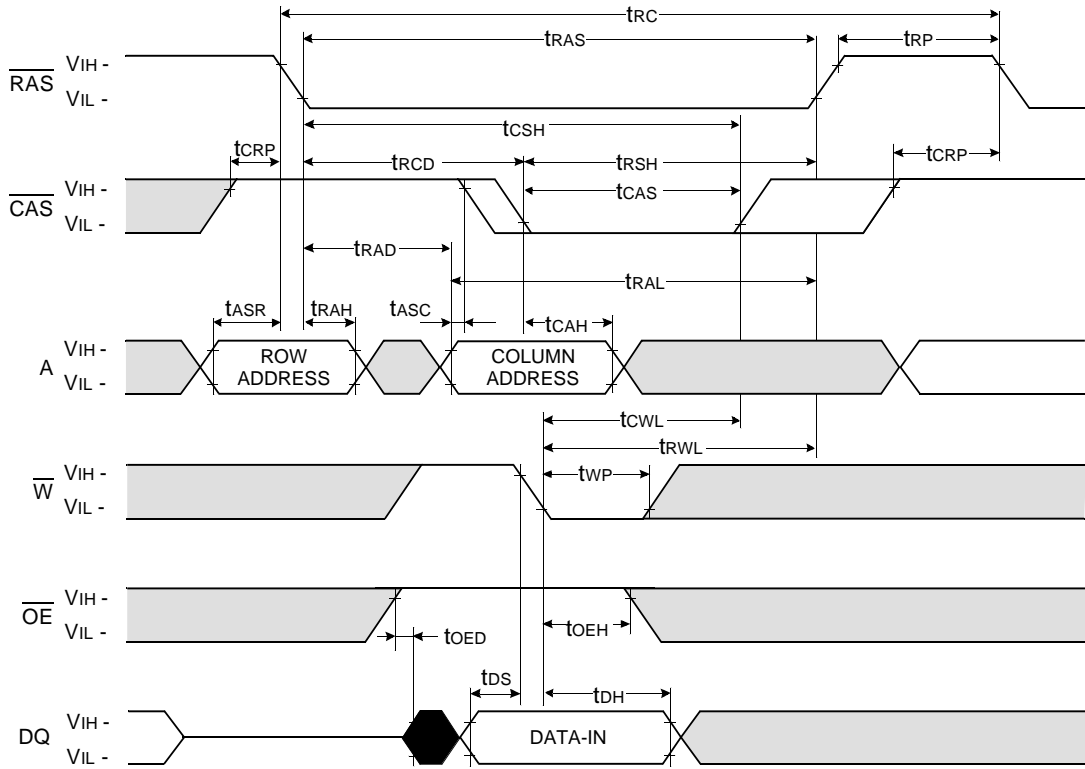 tRC
tRAS
tRP
RAS
VIH -
VIL -
tCSH
tCRP
tRCD
tRSH
tCRP
CAS
VIH -
VIL -
tCAS
tRAD
tRAL
tASR
tRAH
tASC
tCAH
A
VIH -
VIL -
ROW
ADDRESS
COLUMN
ADDRESS
tCWL
tRWL
W
VIH -
VIL -
tWP
OE
VIH -
VIL -
tOED
tOEH
tDS
tDH
DQ
VIH -
VIL -
DATA-IN